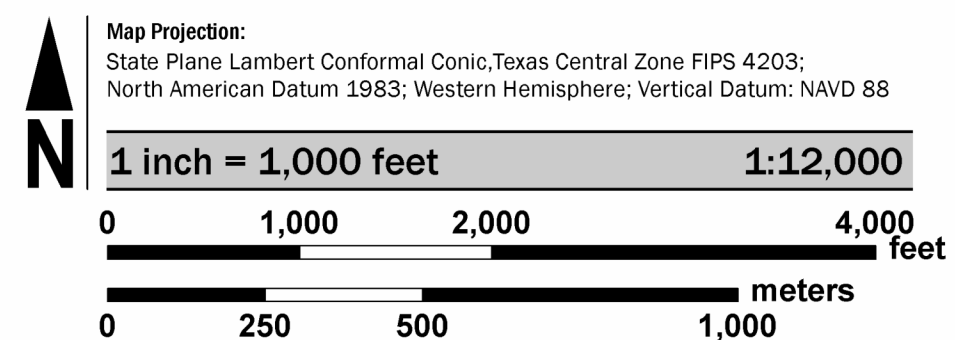 N
Map Projection:
State Plane Lambert Conformal Conic,Texas Central Zone FIPS 4203;
North American Datum 1983; Western Hemisphere; Vertical Datum: NAVD 88
1 inch = 1,000 feet 1:12,000
0 1,000 2,000 4,000
feet
meters
0 250 500 1,000